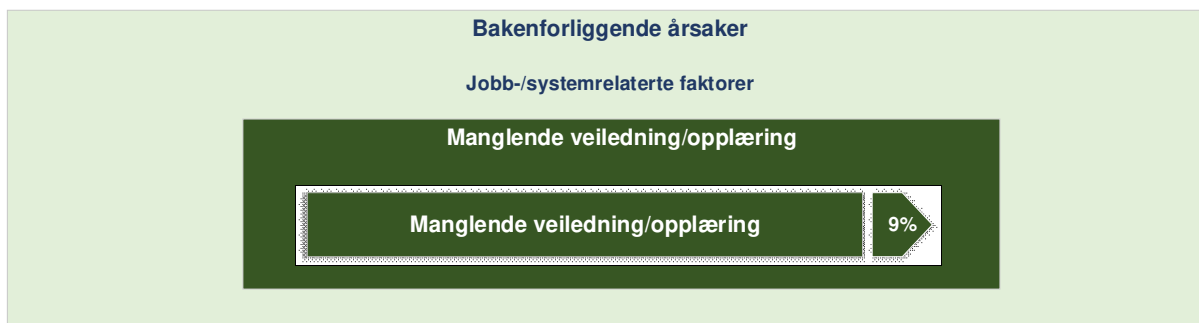 Bakenforliggende årsaker
Jobb-/systemrelaterte faktorer
Manglende veiledning/opplæring
Manglende veiledning/opplæring
9%